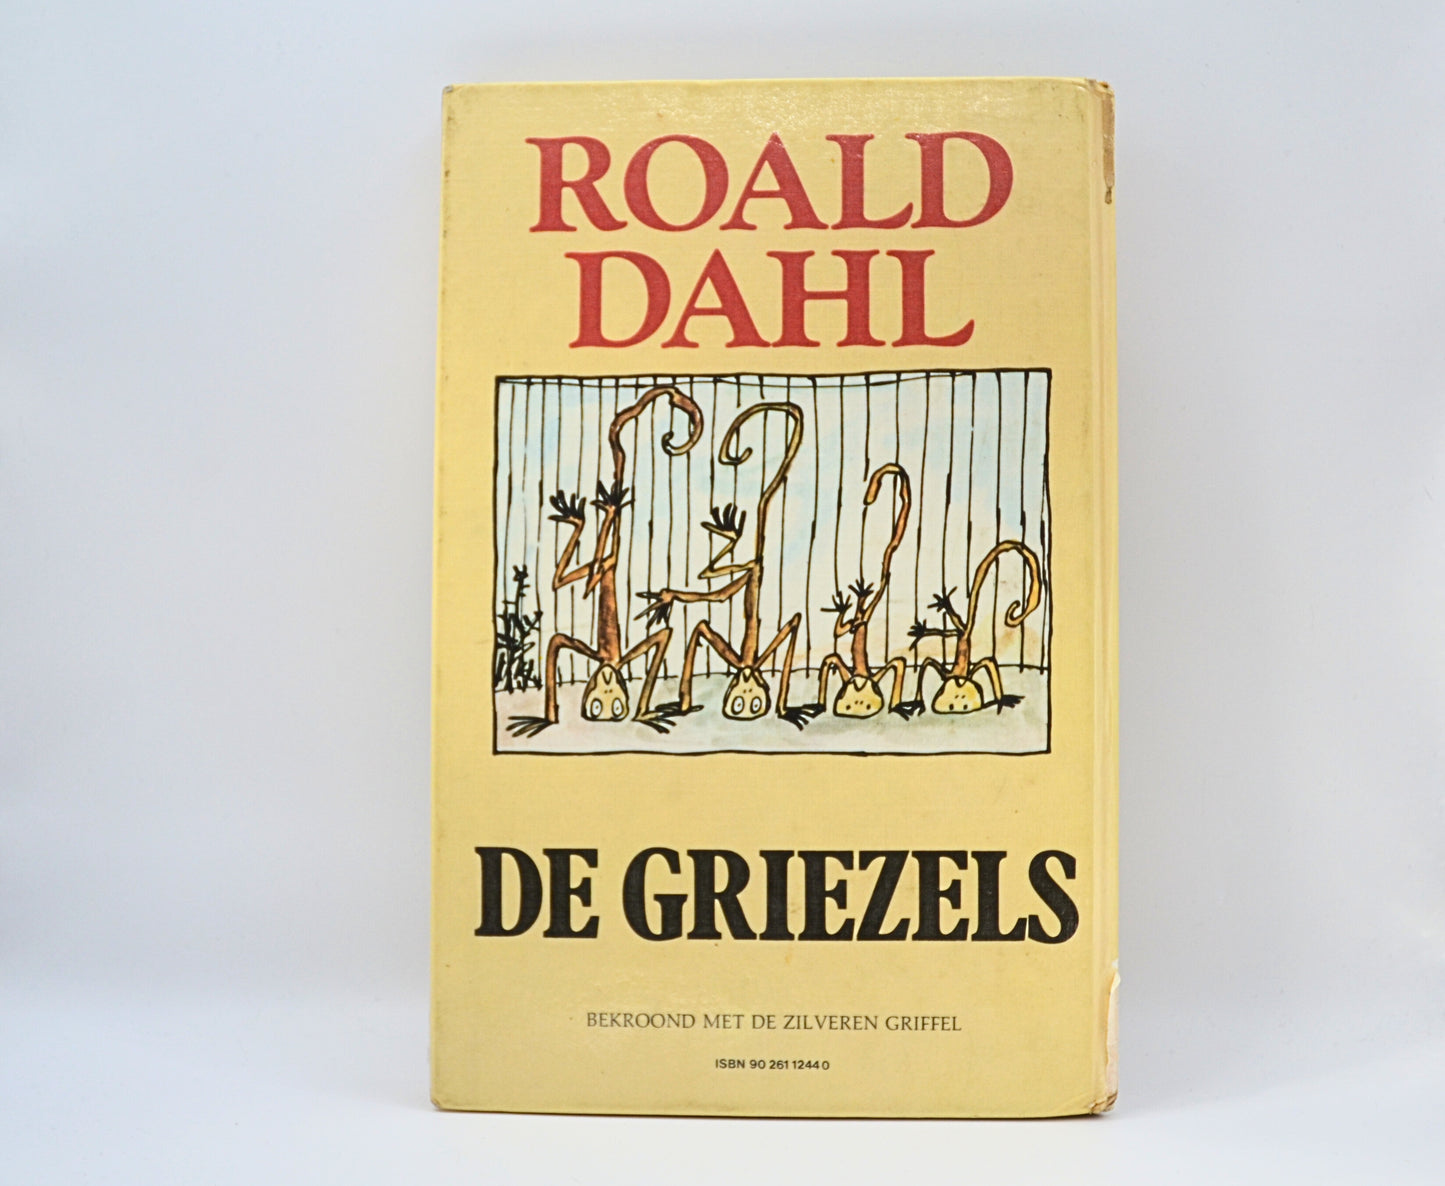 ROALD
DAHL
DE GRIEZELS
BEKROOND MET DE ZILVEREN GRIFFEL
ISBN 90 261 1244 0